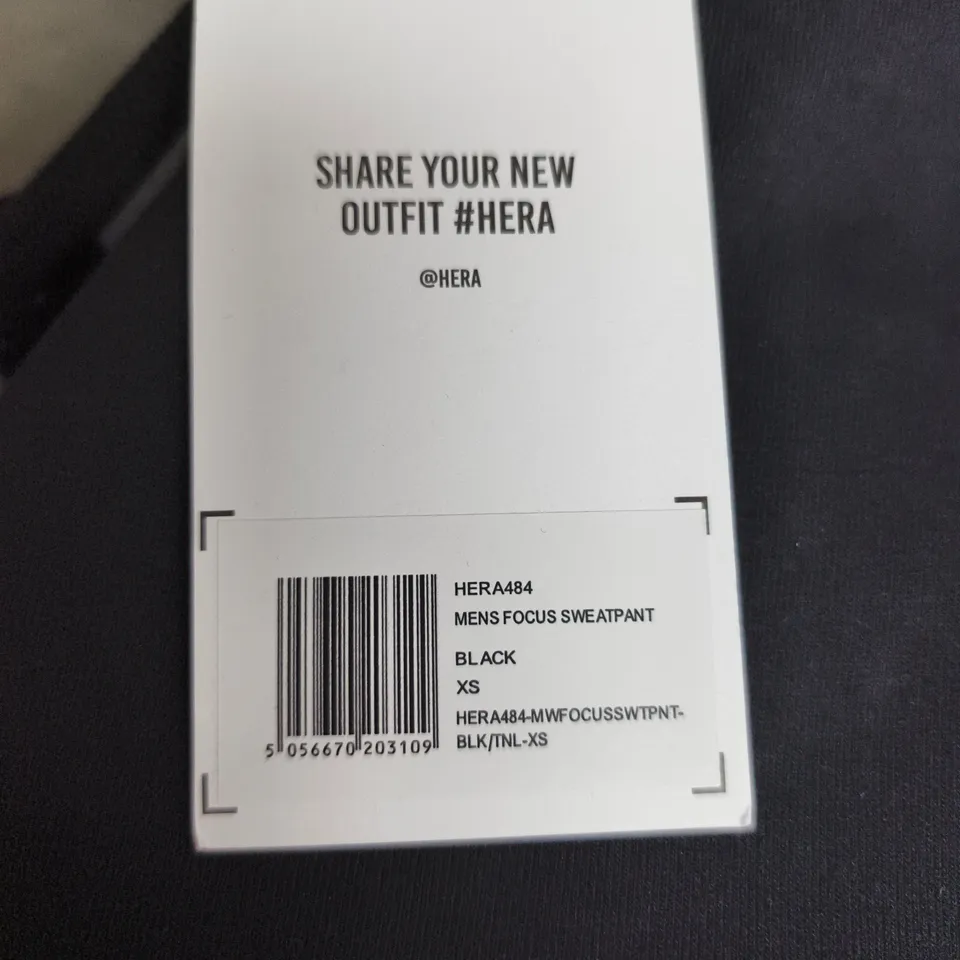 SHARE YOUR NEW
OUTFIT #HERA
@HERA
HERA484
MENS FOCUS SWEATPANT
BLACK
XS
HERA484-MWFOCUSSWTPNT-
BLK/TNL-XS
5 056670 203109